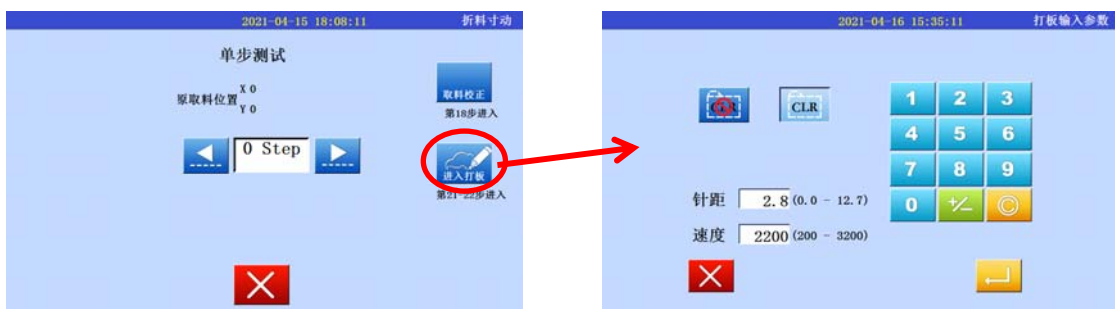 2021-04-15 18:08:11 折料寸动
单步测试
原取料位置 X 0
Y 0
取料校正
第18步进入
0 Step
进入打板
第21-22步进入
2021-04-16 15:35:11 打板输入参数
CLR CLR
1 2 3
4 5 6
7 8 9
0 +/- C
针距 2.8 (0.0 - 12.7)
速度 2200 (200 - 3200)